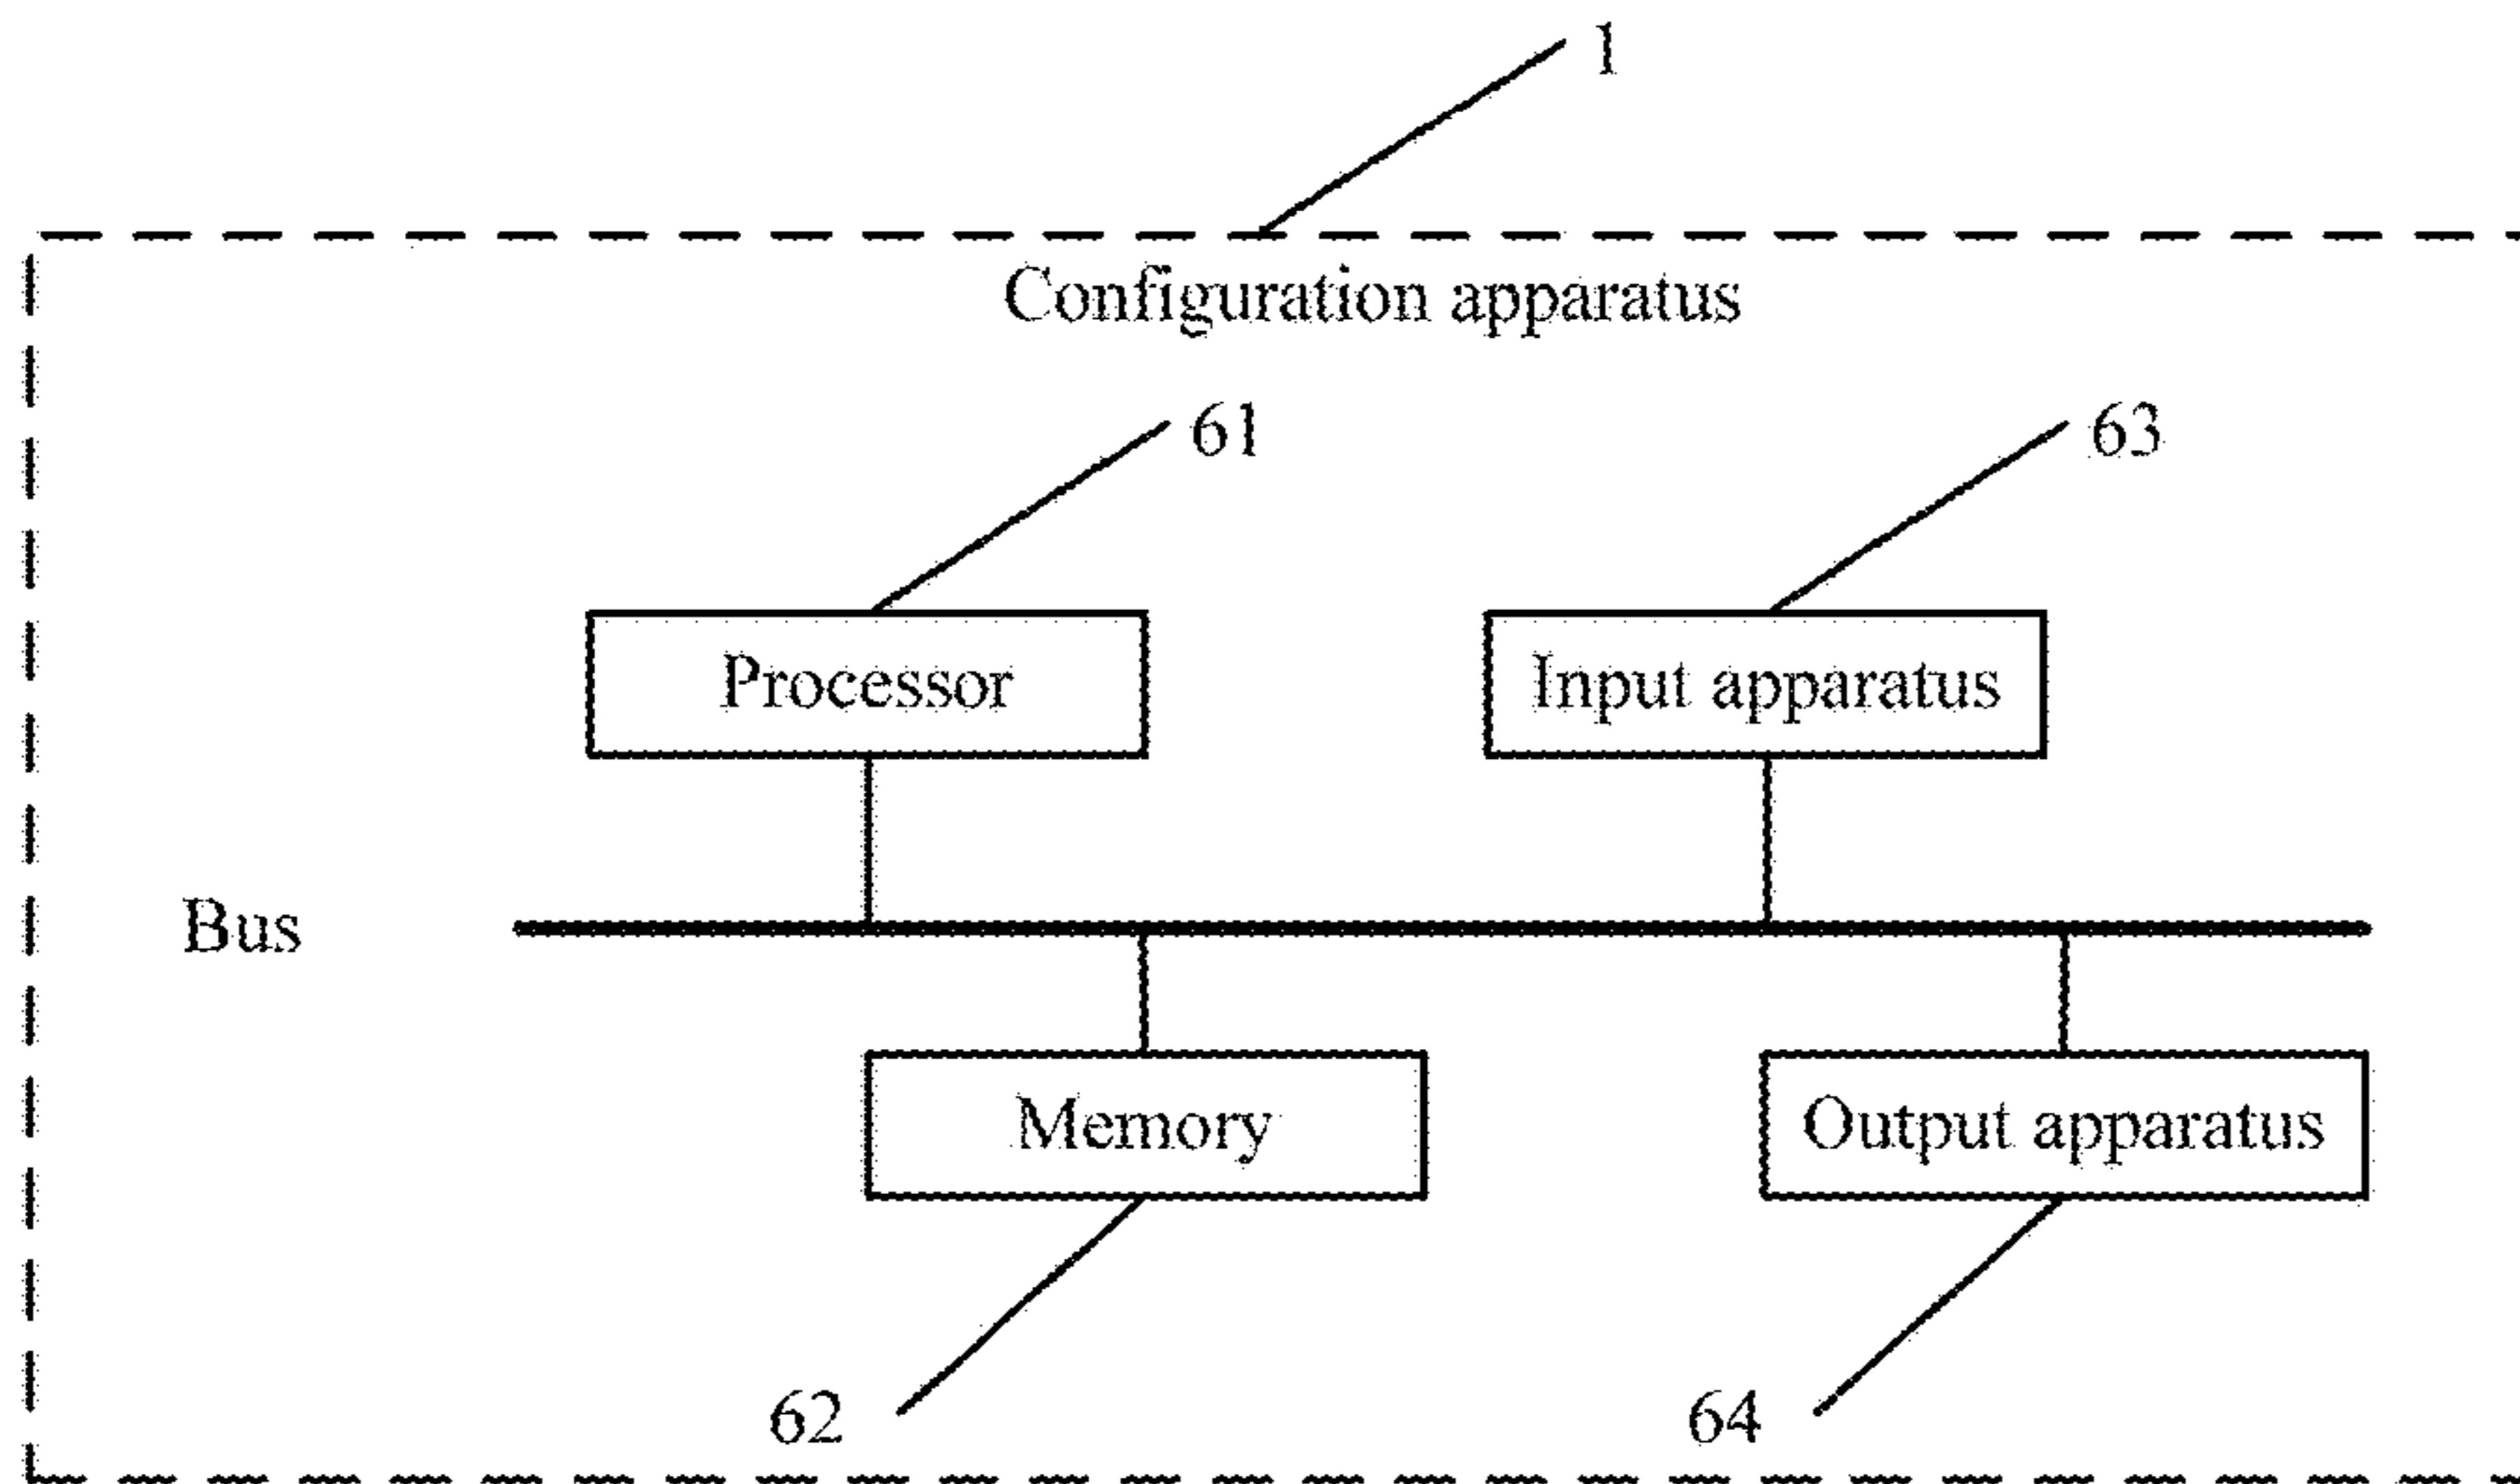 1
Configuration apparatus
61
63
Processor
Input apparatus
Bus
Memory
Output apparatus
62
64